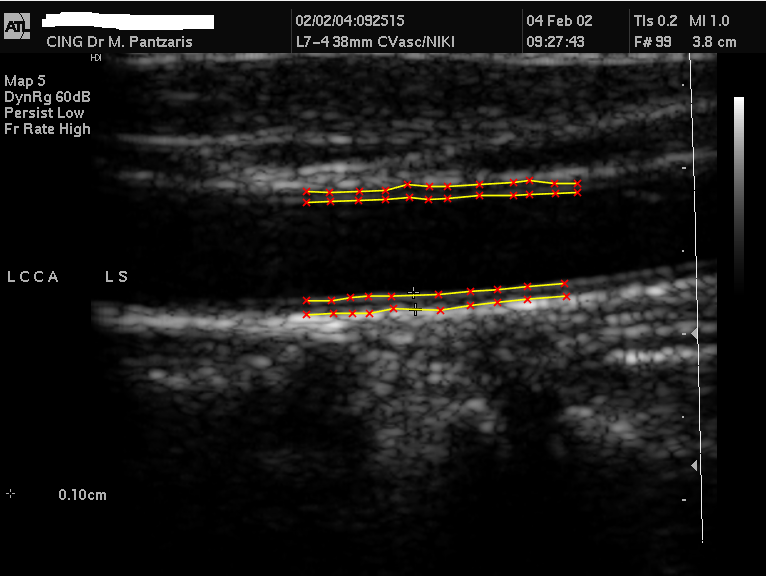 ATL
02/02/04:092515
04 Feb 02
TIs 0.2 MI 1.0
CING Dr M. Pantzaris
L7-4 38mm CVasc/NIKI
09:27:43
F# 99 3.8 cm
HDI
Map 5
DynRg 60dB
Persist Low
Fr Rate High
LCCA LS
0.10cm